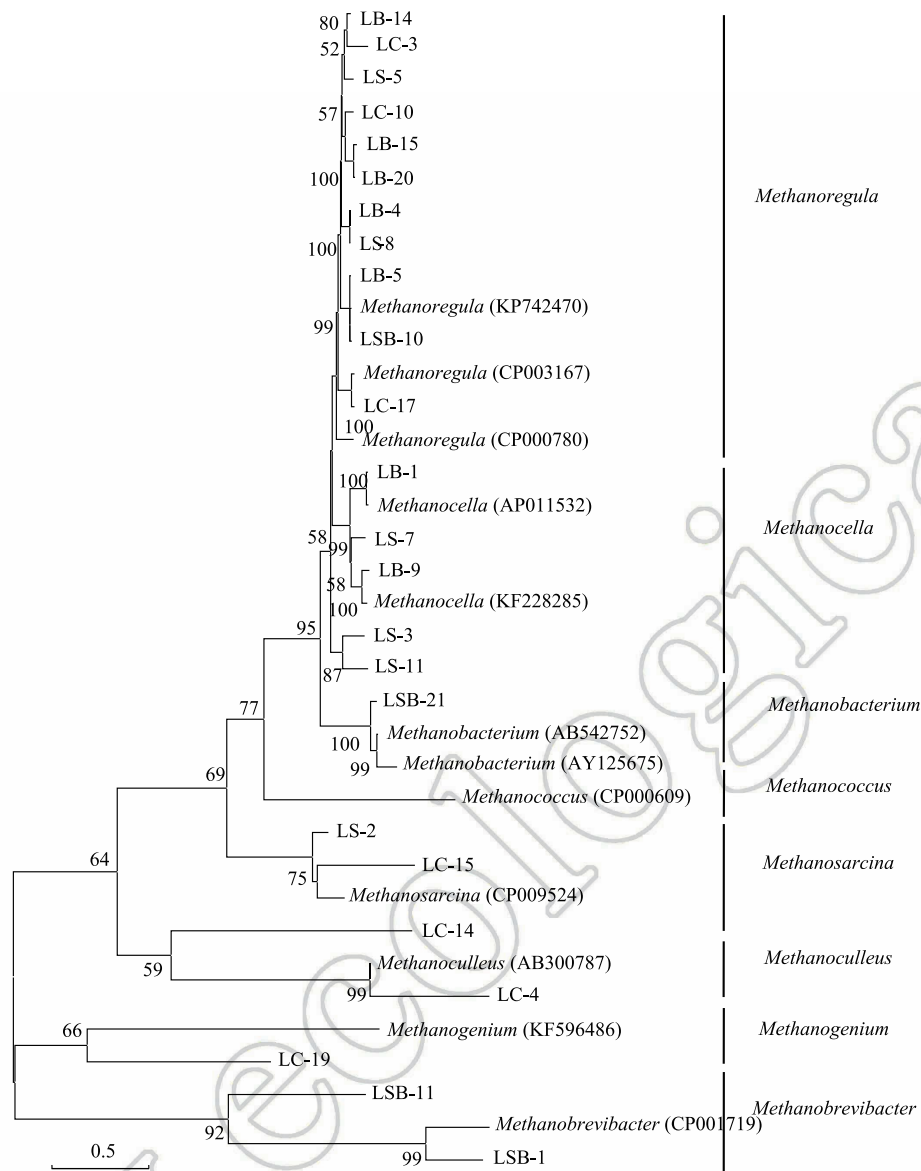 80
LB-14
52
LC-3
LS-5
57
LC-10
LB-15
100
LB-20
Methanoregula
LB-4
100
LS-8
LB-5
99
Methanoregula (KP742470)
LSB-10
Methanoregula (CP003167)
LC-17
100
Methanoregula (CP000780)
100
LB-1
Methanocella (AP011532)
Methanocella
58
99
LS-7
58
LB-9
100
Methanocella (KF228285)
95
LS-3
87
LS-11
LSB-21
Methanobacterium
77
100
Methanobacterium (AB542752)
99
Methanobacterium (AY125675)
69
Methanococcus (CP000609)
Methanococcus
LS-2
64
LC-15
Methanosarcina
75
Methanosarcina (CP009524)
LC-14
59
Methanoculleus (AB300787)
Methanoculleus
99
LC-4
66
Methanogenium (KF596486)
Methanogenium
LC-19
LSB-11
Methanobrevibacter
92
Methanobrevibacter (CP001719)
99
LSB-1
0.5
ecologica